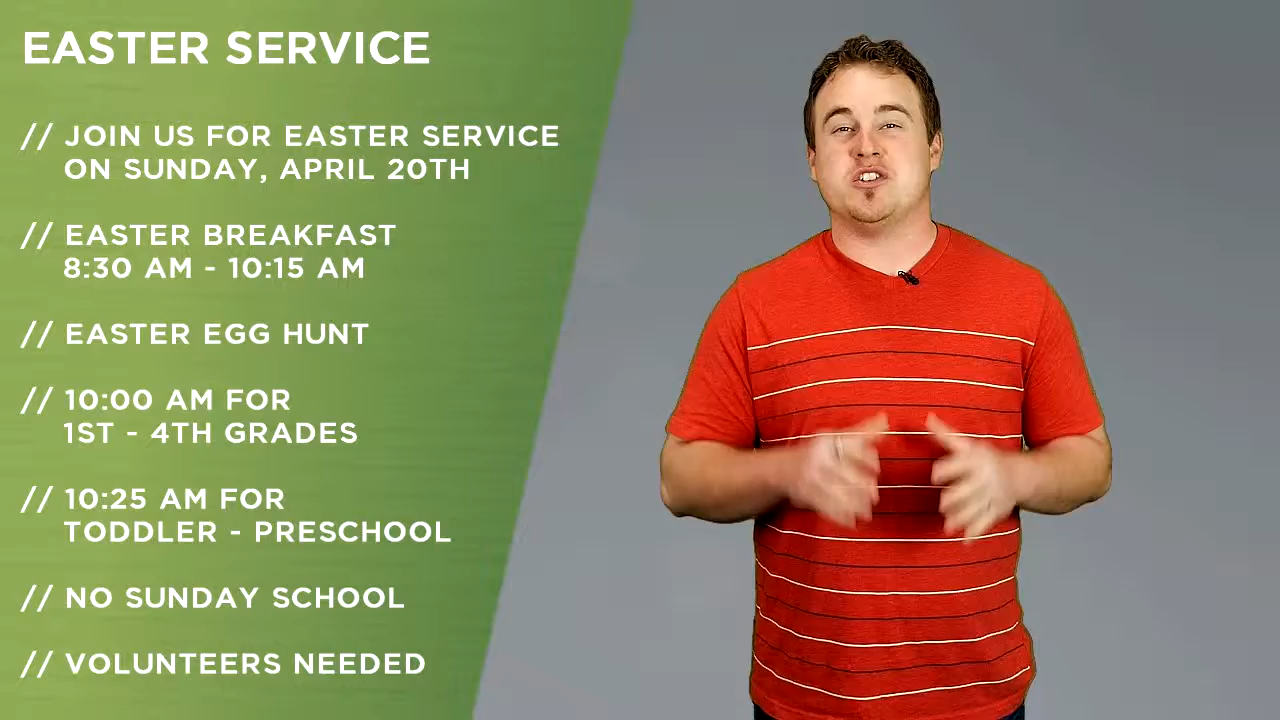 EASTER SERVICE
// JOIN US FOR EASTER SERVICE
ON SUNDAY, APRIL 20TH
// EASTER BREAKFAST
8:30 AM - 10:15 AM
// EASTER EGG HUNT
// 10:00 AM FOR
1ST - 4TH GRADES
// 10:25 AM FOR
TODDLER - PRESCHOOL
// NO SUNDAY SCHOOL
// VOLUNTEERS NEEDED